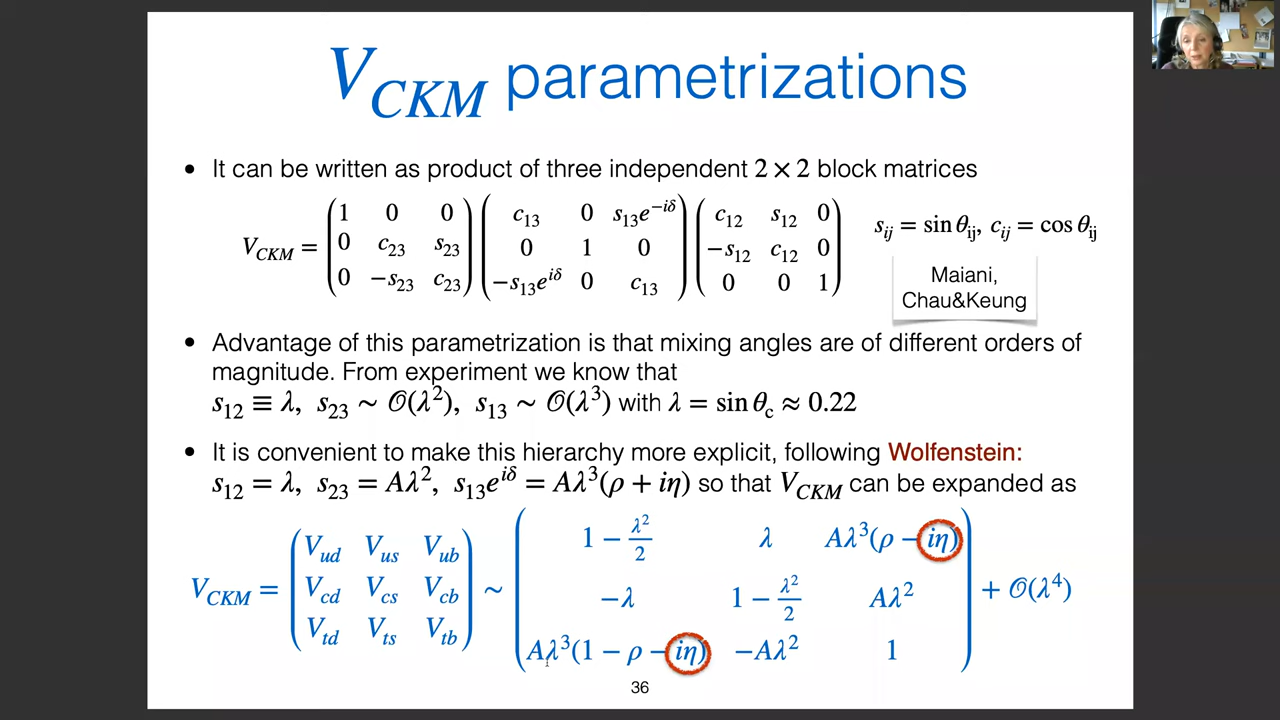 V_CKM parametrizations
• It can be written as product of three independent 2 × 2 block matrices
V_CKM = (1 0 0; 0 c_23 s_23; 0 −s_23 c_23) (c_13 0 s_13e^{−iδ}; 0 1 0; −s_13e^{iδ} 0 c_13) (c_12 s_12 0; −s_12 c_12 0; 0 0 1) s_ij = sin θ_ij, c_ij = cos θ_ij
Maiani,
Chau&Keung
• Advantage of this parametrization is that mixing angles are of different orders of
magnitude. From experiment we know that
s_12 ≡ λ, s_23 ∼ 𝒪(λ^2), s_13 ∼ 𝒪(λ^3) with λ = sin θ_c ≈ 0.22
• It is convenient to make this hierarchy more explicit, following Wolfenstein:
s_12 = λ, s_23 = Aλ^2, s_13e^{iδ} = Aλ^3(ρ + iη) so that V_CKM can be expanded as
V_CKM = (V_ud V_us V_ub; V_cd V_cs V_cb; V_td V_ts V_tb) ∼ (1 − λ^2/2 λ Aλ^3(ρ − iη); −λ 1 − λ^2/2 Aλ^2; Aλ^3(1 − ρ − iη) −Aλ^2 1) + 𝒪(λ^4)
36